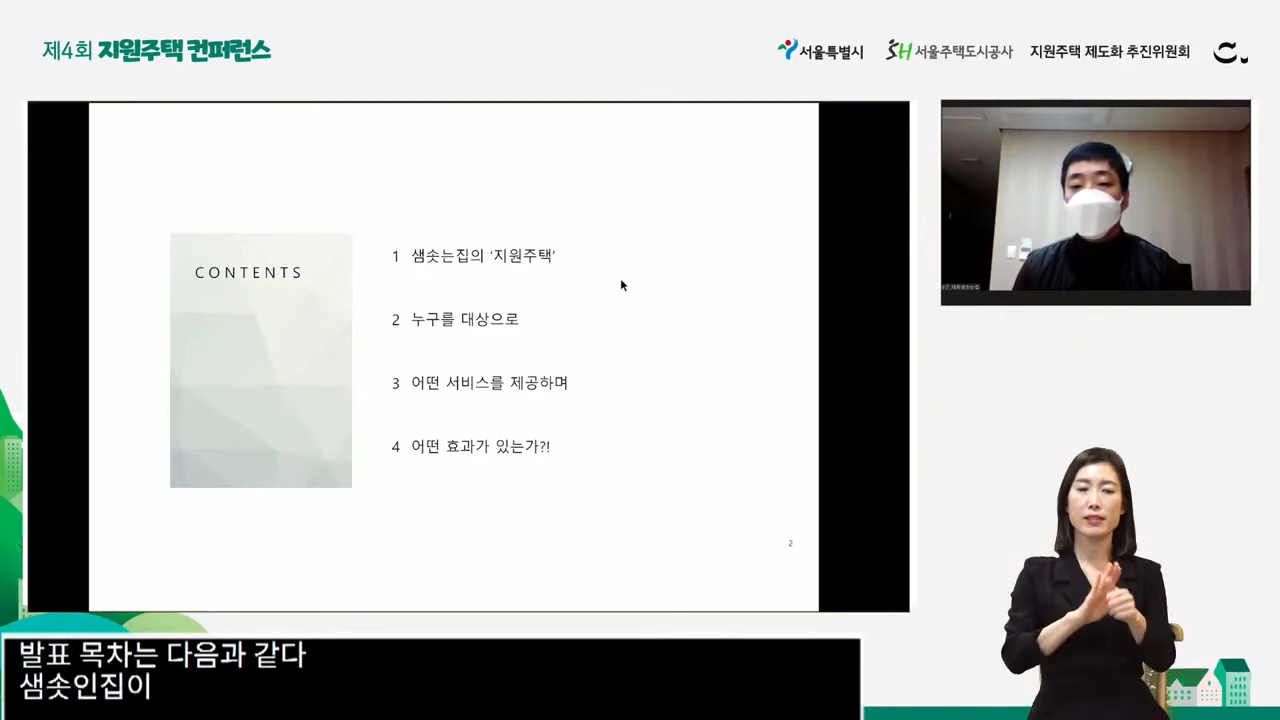 제4회 지원주택 컨퍼런스
서울특별시 SH 서울주택도시공사 지원주택 제도화 추진위원회
CONTENTS
1 샘솟는집의 '지원주택'
2 누구를 대상으로
3 어떤 서비스를 제공하며
4 어떤 효과가 있는가?!
2
발표 목차는 다음과 같다
샘솟인집이